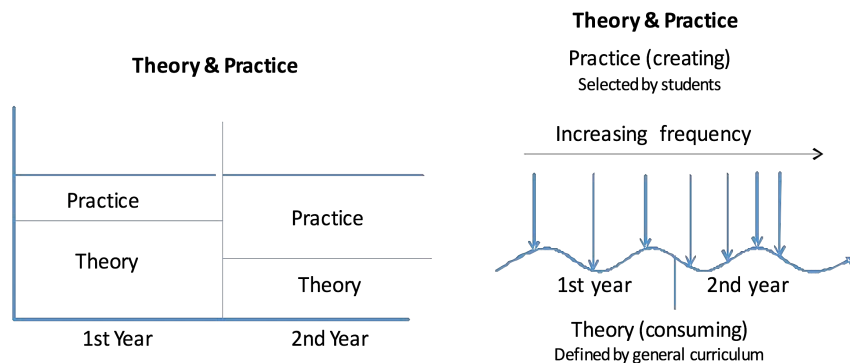 Theory & Practice
Practice
Theory
Practice
Theory
1st Year
2nd Year
Theory & Practice
Practice (creating)
Selected by students
Increasing frequency
1st year
2nd year
Theory (consuming)
Defined by general curriculum